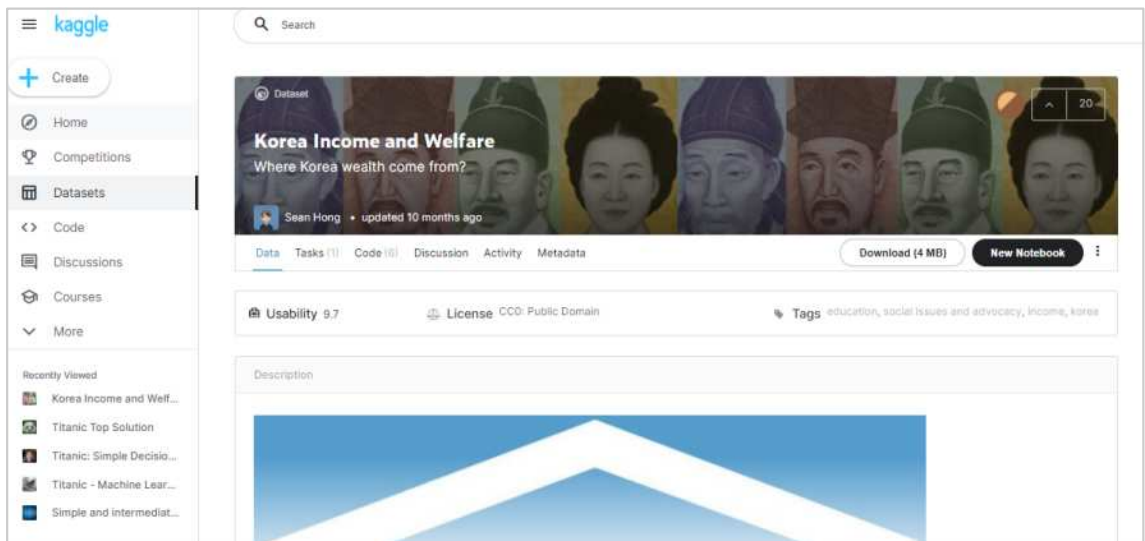 kaggle
Search
Create
Home
Competitions
Datasets
Code
Discussions
Courses
More
Recently Viewed
Korea Income and Welf...
Titanic Top Solution
Titanic: Simple Decisio...
Titanic - Machine Lear...
Simple and intermediat...
Dataset
20
Korea Income and Welfare
Where Korea wealth come from?
Sean Hong • updated 10 months ago
Data Tasks (1) Code (6) Discussion Activity Metadata Download (4 MB) New Notebook
Usability 9.7 License CC0: Public Domain Tags education, social issues and advocacy, income, korea
Description